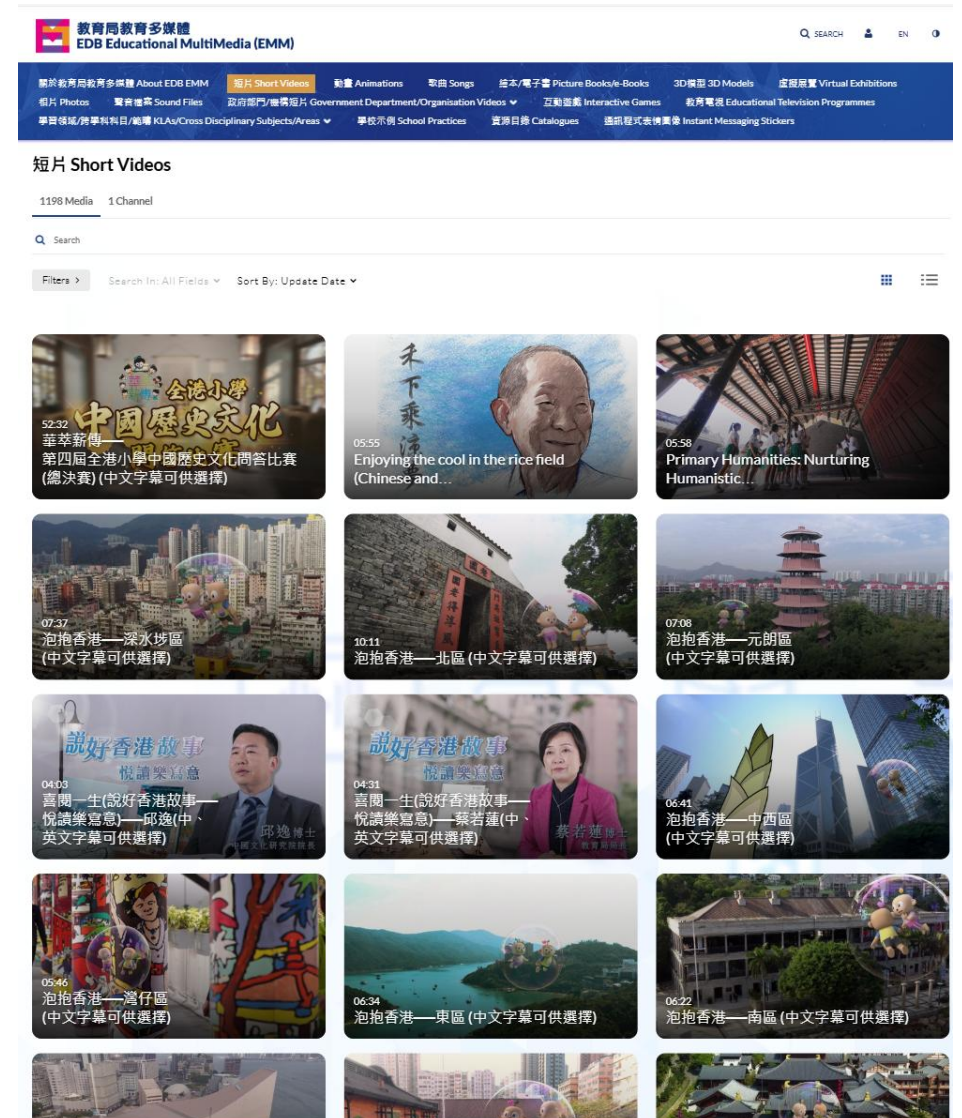 教育局教育多媒體
EDB Educational MultiMedia (EMM)
SEARCH
EN
關於教育局教育多媒體 About EDB EMM 短片 Short Videos 動畫 Animations 歌曲 Songs 繪本/電子書 Picture Books/e-Books 3D模型 3D Models 虛擬展覽 Virtual Exhibitions
相片 Photos 聲音檔案 Sound Files 政府部門/機構短片 Government Department/Organisation Videos 互動遊戲 Interactive Games 教育電視 Educational Television Programmes
學習領域/跨學科科目/範疇 KLAs/Cross Disciplinary Subjects/Areas 學校示例 School Practices 資源目錄 Catalogues 通訊程式表情圖像 Instant Messaging Stickers
短片 Short Videos
1198 Media 1 Channel
Search
Filters > Search In: All Fields Sort By: Update Date
全港小學
中國歷史文化
52:32
華萃薪傳──
第四屆全港小學中國歷史文化問答比賽
(總決賽) (中文字幕可供選擇)
禾下乘涼
05:55
Enjoying the cool in the rice field
(Chinese and…
05:58
Primary Humanities: Nurturing
Humanistic…
07:37
泡抱香港──深水埗區
(中文字幕可供選擇)
10:11
泡抱香港──北區 (中文字幕可供選擇)
07:08
泡抱香港──元朗區
(中文字幕可供選擇)
說好香港故事
悅讀樂寫意
04:03
喜閱一生(說好香港故事──
悅讀樂寫意)──邱逸(中、
英文字幕可供選擇)
邱逸博士
中國文化研究院院長
說好香港故事
悅讀樂寫意
04:31
喜閱一生(說好香港故事──
悅讀樂寫意)──蔡若蓮(中、
英文字幕可供選擇)
蔡若蓮博士
教育局局長
06:41
泡抱香港──中西區
(中文字幕可供選擇)
05:46
泡抱香港──灣仔區
(中文字幕可供選擇)
06:34
泡抱香港──東區 (中文字幕可供選擇)
06:22
泡抱香港──南區 (中文字幕可供選擇)